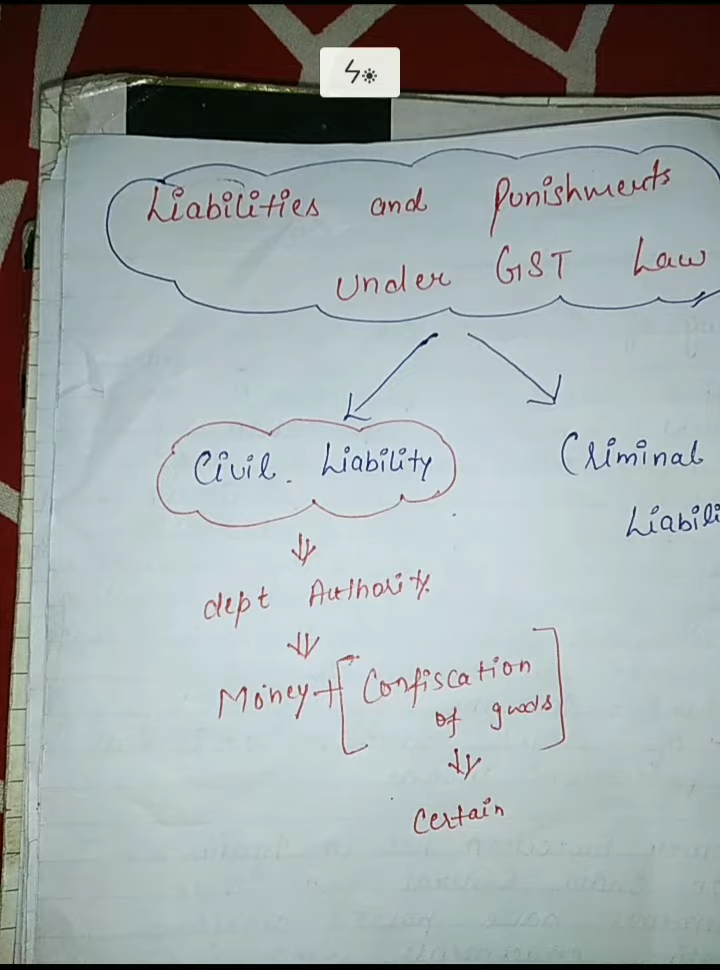 Liabilities and Punishments
under GST Law
Civil Liability
Criminal
Liabili
dept Authority
Money + [Confiscation
of goods]
Certain